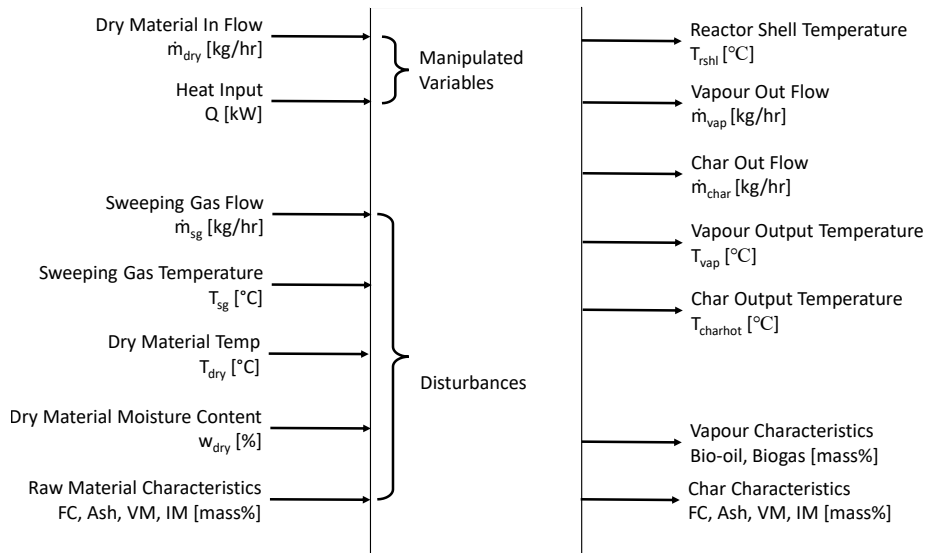 Dry Material In Flow
ṁdry [kg/hr]
Heat Input
Q [kW]
Sweeping Gas Flow
ṁsg [kg/hr]
Sweeping Gas Temperature
Tsg [°C]
Dry Material Temp
Tdry [°C]
Dry Material Moisture Content
wdry [%]
Raw Material Characteristics
FC, Ash, VM, IM [mass%]
Manipulated
Variables
Disturbances
Reactor Shell Temperature
Trshl [℃]
Vapour Out Flow
ṁvap [kg/hr]
Char Out Flow
ṁchar [kg/hr]
Vapour Output Temperature
Tvap [℃]
Char Output Temperature
Tcharhot [℃]
Vapour Characteristics
Bio-oil, Biogas [mass%]
Char Characteristics
FC, Ash, VM, IM [mass%]